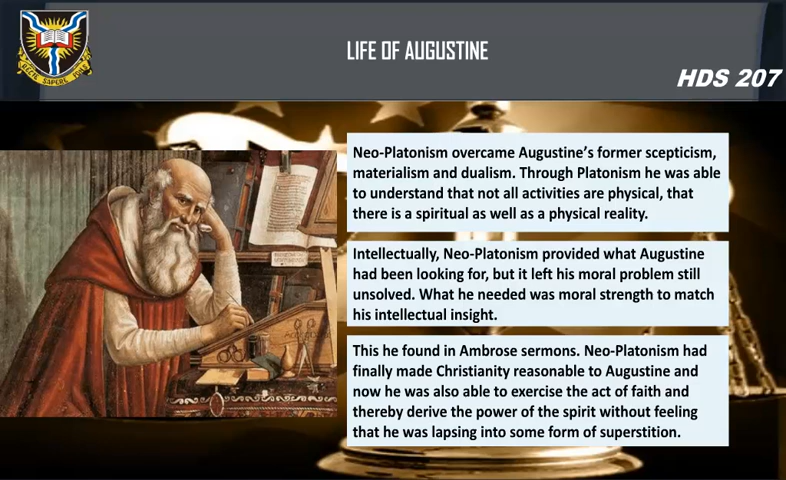 LIFE OF AUGUSTINE
HDS 207
RECTE SAPERE FONS
Neo-Platonism overcame Augustine's former scepticism,
materialism and dualism. Through Platonism he was able
to understand that not all activities are physical, that
there is a spiritual as well as a physical reality.
Intellectually, Neo-Platonism provided what Augustine
had been looking for, but it left his moral problem still
unsolved. What he needed was moral strength to match
his intellectual insight.
This he found in Ambrose sermons. Neo-Platonism had
finally made Christianity reasonable to Augustine and
now he was also able to exercise the act of faith and
thereby derive the power of the spirit without feeling
that he was lapsing into some form of superstition.